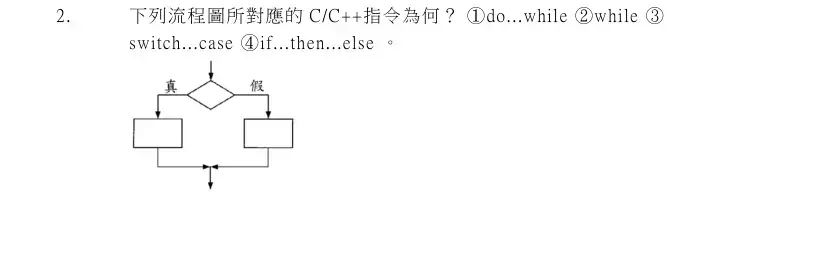 2. 下列流程圖所對應的 C/C++指令為何？ ①do...while ②while ③
switch...case ④if...then...else 。
真 假